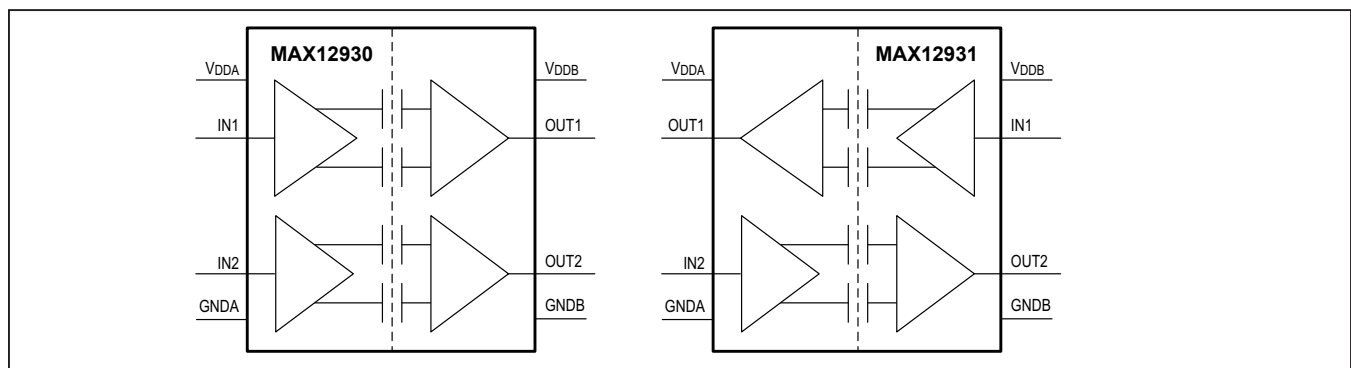 MAX12930
VDDA
VDDB
IN1
OUT1
IN2
OUT2
GNDA
GNDB
MAX12931
VDDA
VDDB
OUT1
IN1
IN2
OUT2
GNDA
GNDB